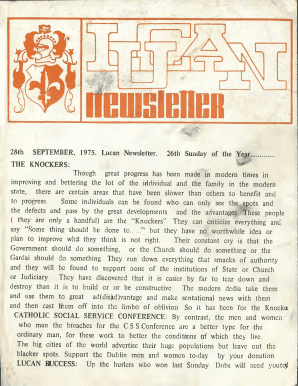 LUCAN
newsletter
28th SEPTEMBER, 1975. Lucan Newsletter. 26th Sunday of the Year............
THE KNOCKERS:
Though great progress has been made in modern times in
improving and bettering the lot of the individual and the family in the modern
state, there are certain areas that have been slower than others to benefit and
to progress. Some individuals can be found who can only see the spots and
the defects and pass by the great developments and the advantages These people
( they are only a handful) are the "Knockers" They can criticize everything and
say "Some thing should be done to ...." but they have no worthwhile idea or
plan to improve what they think is not right. Their constant cry is that the
Government should do something, or the Church should do something or the
Gardai should do something They run down everything that smacks of authority
and they will be found to support none of the institutions of State or Church
or Judiciary They have discovered that it is easier by far to tear down and
destroy than it is to build or or be constructive The modern media take them
and use them to great ad(disad)vantage and make sentational news with them
and then cast them off into limbo of oblivion So it has been for the Knocks
CATHOLIC SOCIAL SERVICE CONFERENCE: By contrast, the men and women
who man the breaches for the C S S Conference are a better type for the
ordinary man, for these work to better the conditions of which they live.
The big cities of the world advertise their huge populations but leave out the
blacker spots Support the Dublin men and women to-day by your donation
LUCAN SUCCESS: Up the hurlers who won last Sunday Dnbs will need youts!